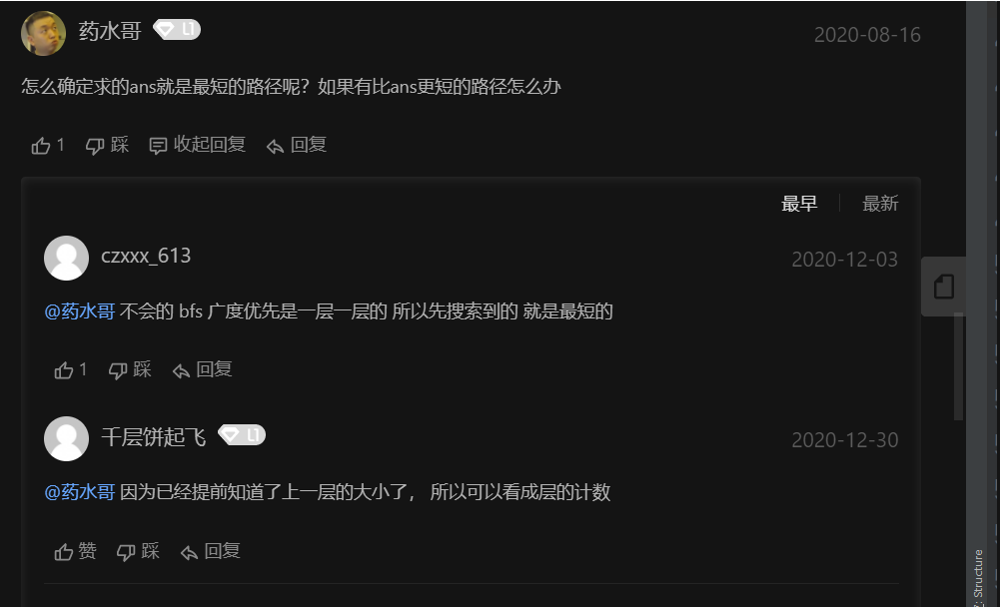 药水哥 L1 2020-08-16
怎么确定求的ans就是最短的路径呢？如果有比ans更短的路径怎么办
1 踩 收起回复 回复
最早 最新
czxxx_613 2020-12-03
@药水哥 不会的 bfs 广度优先是一层一层的 所以先搜索到的 就是最短的
1 踩 回复
千层饼起飞 L1 2020-12-30
@药水哥 因为已经提前知道了上一层的大小了， 所以可以看成层的计数
赞 踩 回复
Structure